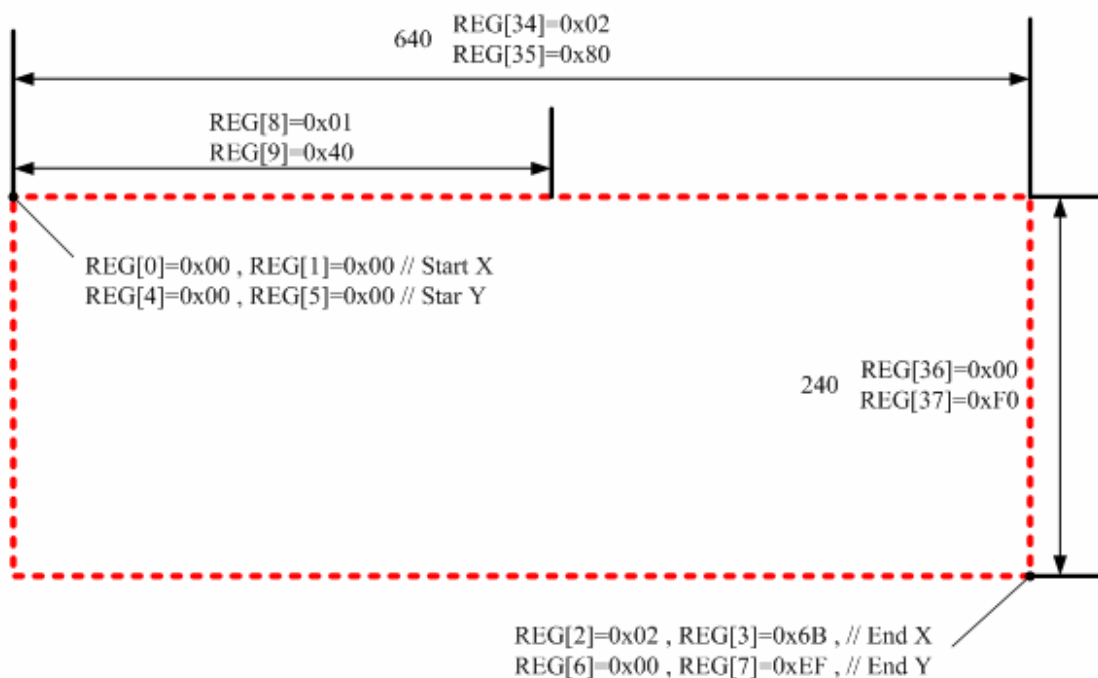 640
REG[34]=0x02
REG[35]=0x80
REG[8]=0x01
REG[9]=0x40
REG[0]=0x00 , REG[1]=0x00 // Start X
REG[4]=0x00 , REG[5]=0x00 // Star Y
240
REG[36]=0x00
REG[37]=0xF0
REG[2]=0x02 , REG[3]=0x6B , // End X
REG[6]=0x00 , REG[7]=0xEF , // End Y